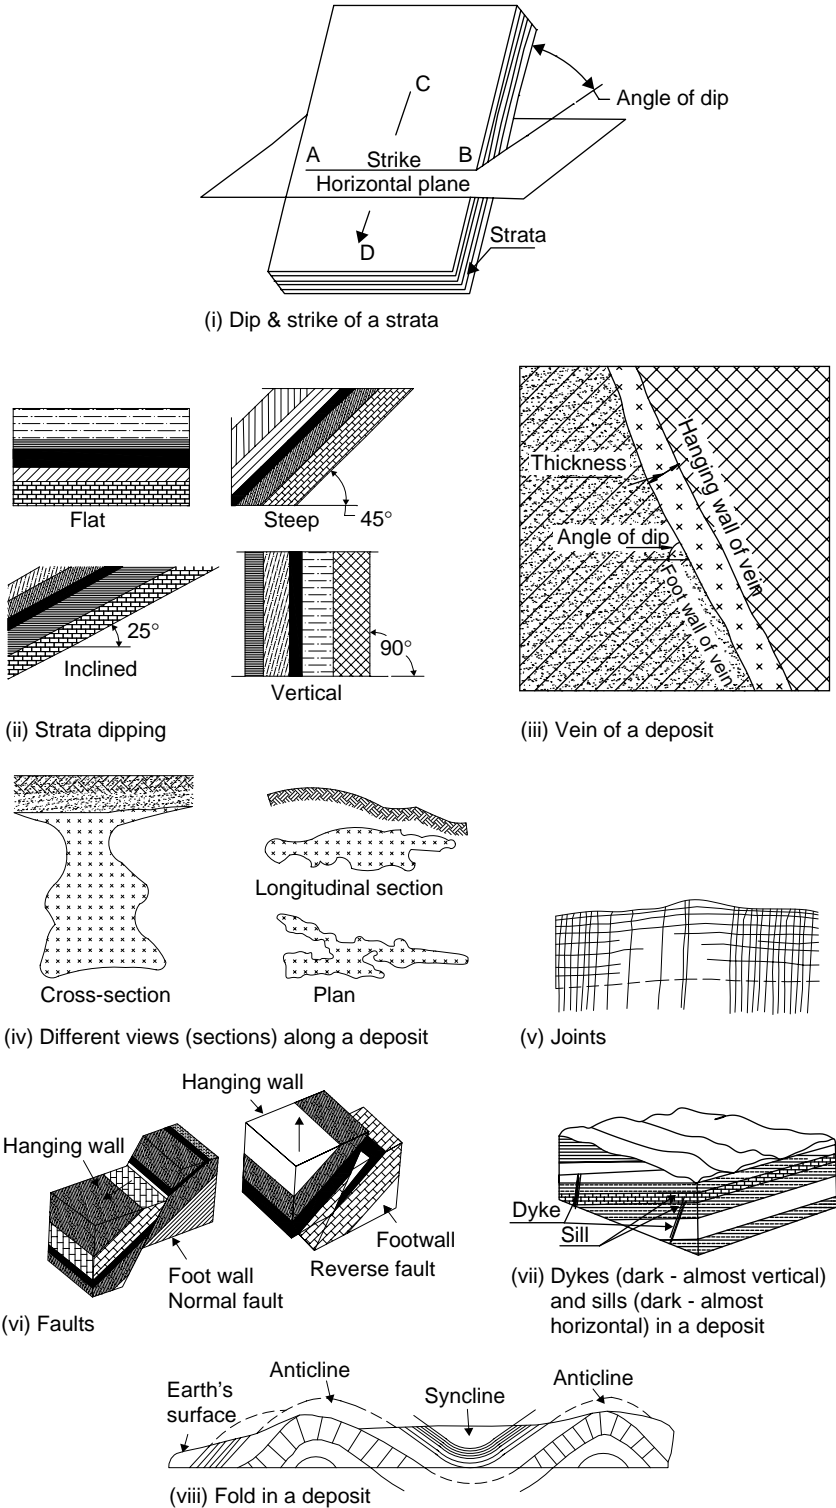 C
Angle of dip
A
Strike
B
Horizontal plane
D
Strata
(i) Dip & strike of a strata
Flat
Steep
45°
Inclined
25°
Vertical
90°
(ii) Strata dipping
Thickness
Hanging wall of vein
Angle of dip
Foot wall of vein
(iii) Vein of a deposit
Cross-section
Longitudinal section
Plan
(iv) Different views (sections) along a deposit
(v) Joints
Hanging wall
Hanging wall
Foot wall
Normal fault
Footwall
Reverse fault
(vi) Faults
Dyke
Sill
(vii) Dykes (dark - almost vertical)
and sills (dark - almost
horizontal) in a deposit
Earth's
surface
Anticline
Syncline
Anticline
(viii) Fold in a deposit